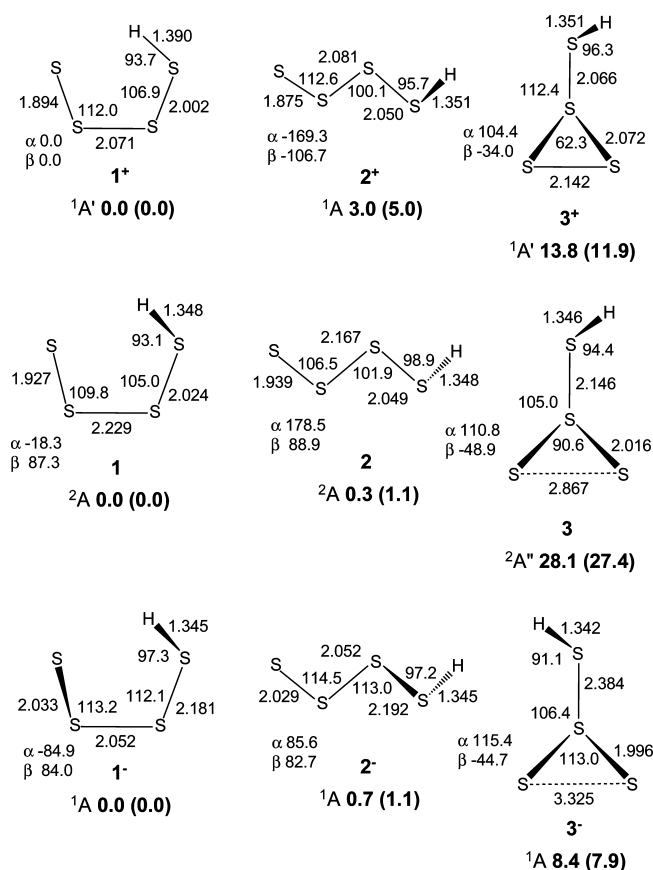 H 1.390
S 93.7 S
1.894 112.0 106.9 2.002
S 2.071 S
α 0.0
β 0.0
1⁺
¹A' 0.0 (0.0)
2.081
S 112.6 S 95.7 H
1.875 S 100.1 S 1.351
2.050
α -169.3
β -106.7
2⁺
¹A 3.0 (5.0)
1.351 H
S 96.3
2.066
112.4 S
α 104.4
β -34.0
62.3 2.072
S 2.142 S
3⁺
¹A' 13.8 (11.9)
H 1.348
S 93.1 S
1.927 109.8 105.0 2.024
S 2.229 S
α -18.3
β 87.3
1
²A 0.0 (0.0)
2.167
S 106.5 S 98.9 H
1.939 S 101.9 S 1.348
2.049
α 178.5
β 88.9
2
²A 0.3 (1.1)
1.346 H
S 94.4
2.146
105.0 S
α 110.8
β -48.9
90.6 2.016
S 2.867 S
3
²A" 28.1 (27.4)
H 1.345
S 97.3 S
2.033 113.2 112.1 2.181
S 2.052 S
α -84.9
β 84.0
1⁻
¹A 0.0 (0.0)
2.052
S 114.5 S 97.2 H
2.029 S 113.0 S 1.345
2.192
α 85.6
β 82.7
2⁻
¹A 0.7 (1.1)
H 1.342
91.1 S
2.384
106.4 S
α 115.4
β -44.7
113.0 1.996
S 3.325 S
3⁻
¹A 8.4 (7.9)